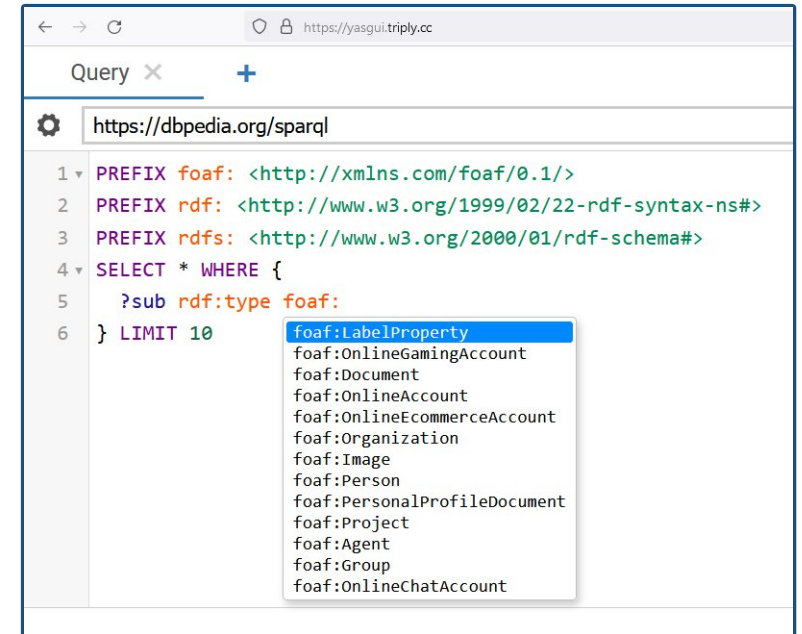 https://yasgui.triply.cc
Query
https://dbpedia.org/sparql
1 PREFIX foaf: <http://xmlns.com/foaf/0.1/>
2 PREFIX rdf: <http://www.w3.org/1999/02/22-rdf-syntax-ns#>
3 PREFIX rdfs: <http://www.w3.org/2000/01/rdf-schema#>
4 SELECT * WHERE {
5 ?sub rdf:type foaf:
6 } LIMIT 10
foaf:LabelProperty
foaf:OnlineGamingAccount
foaf:Document
foaf:OnlineAccount
foaf:OnlineEcommerceAccount
foaf:Organization
foaf:Image
foaf:Person
foaf:PersonalProfileDocument
foaf:Project
foaf:Agent
foaf:Group
foaf:OnlineChatAccount